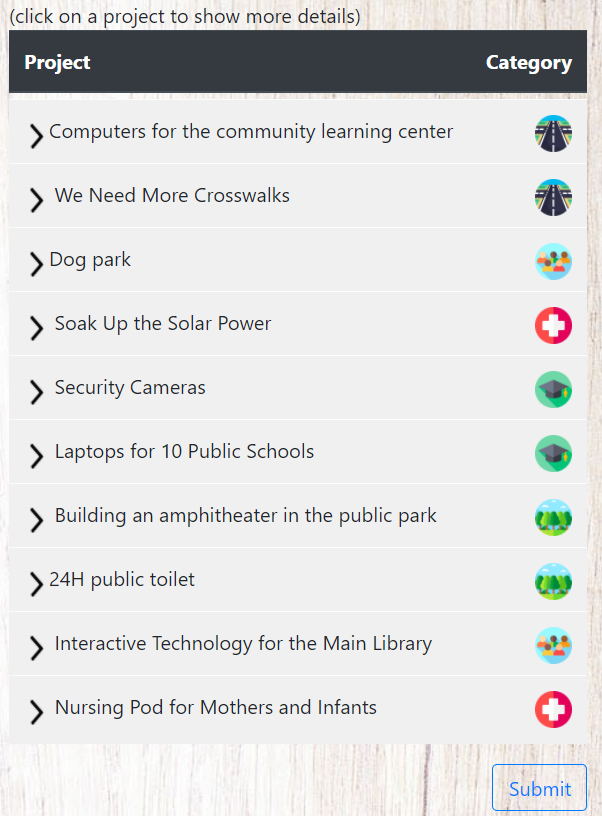 (click on a project to show more details)
Project Category
Computers for the community learning center
We Need More Crosswalks
Dog park
Soak Up the Solar Power
Security Cameras
Laptops for 10 Public Schools
Building an amphitheater in the public park
24H public toilet
Interactive Technology for the Main Library
Nursing Pod for Mothers and Infants
Submit